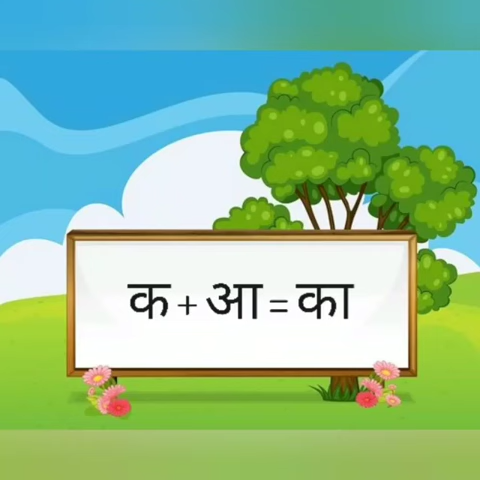 क + आ = का